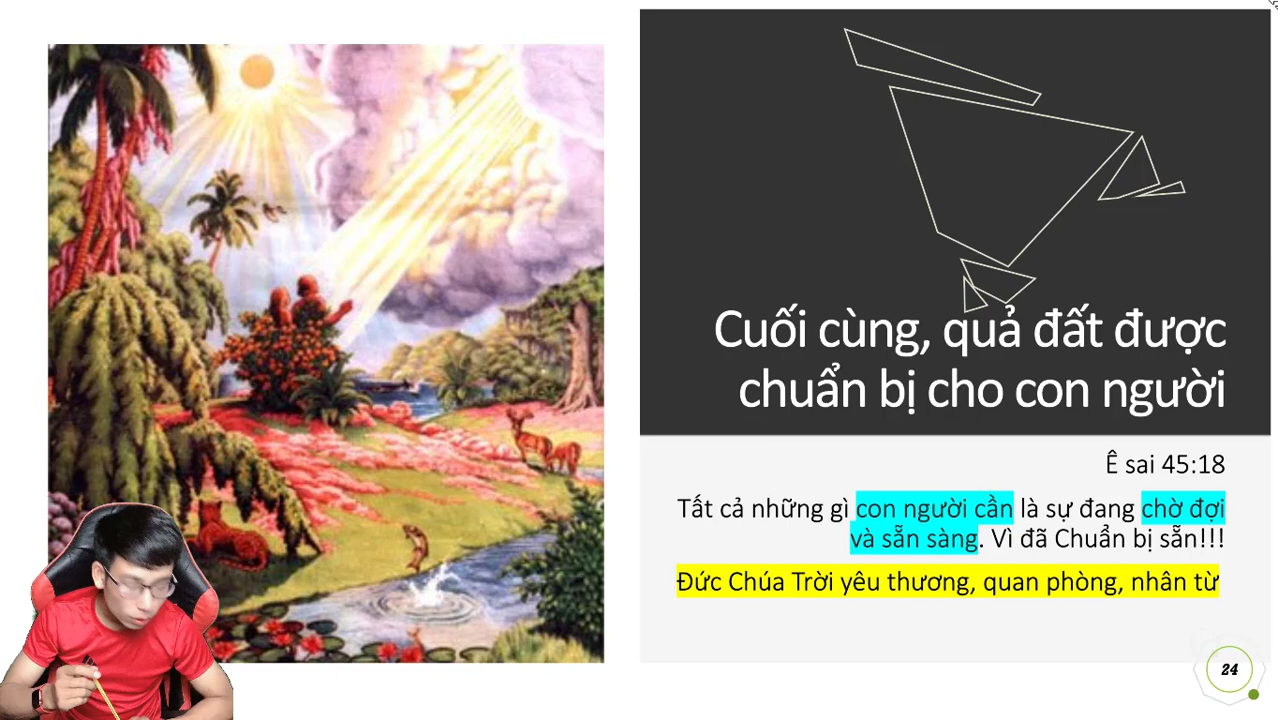 Cuối cùng, quả đất được
chuẩn bị cho con người
Ê sai 45:18
Tất cả những gì con người cần là sự đang chờ đợi
và sẵn sàng. Vì đã Chuẩn bị sẵn!!!
Đức Chúa Trời yêu thương, quan phòng, nhân từ
24